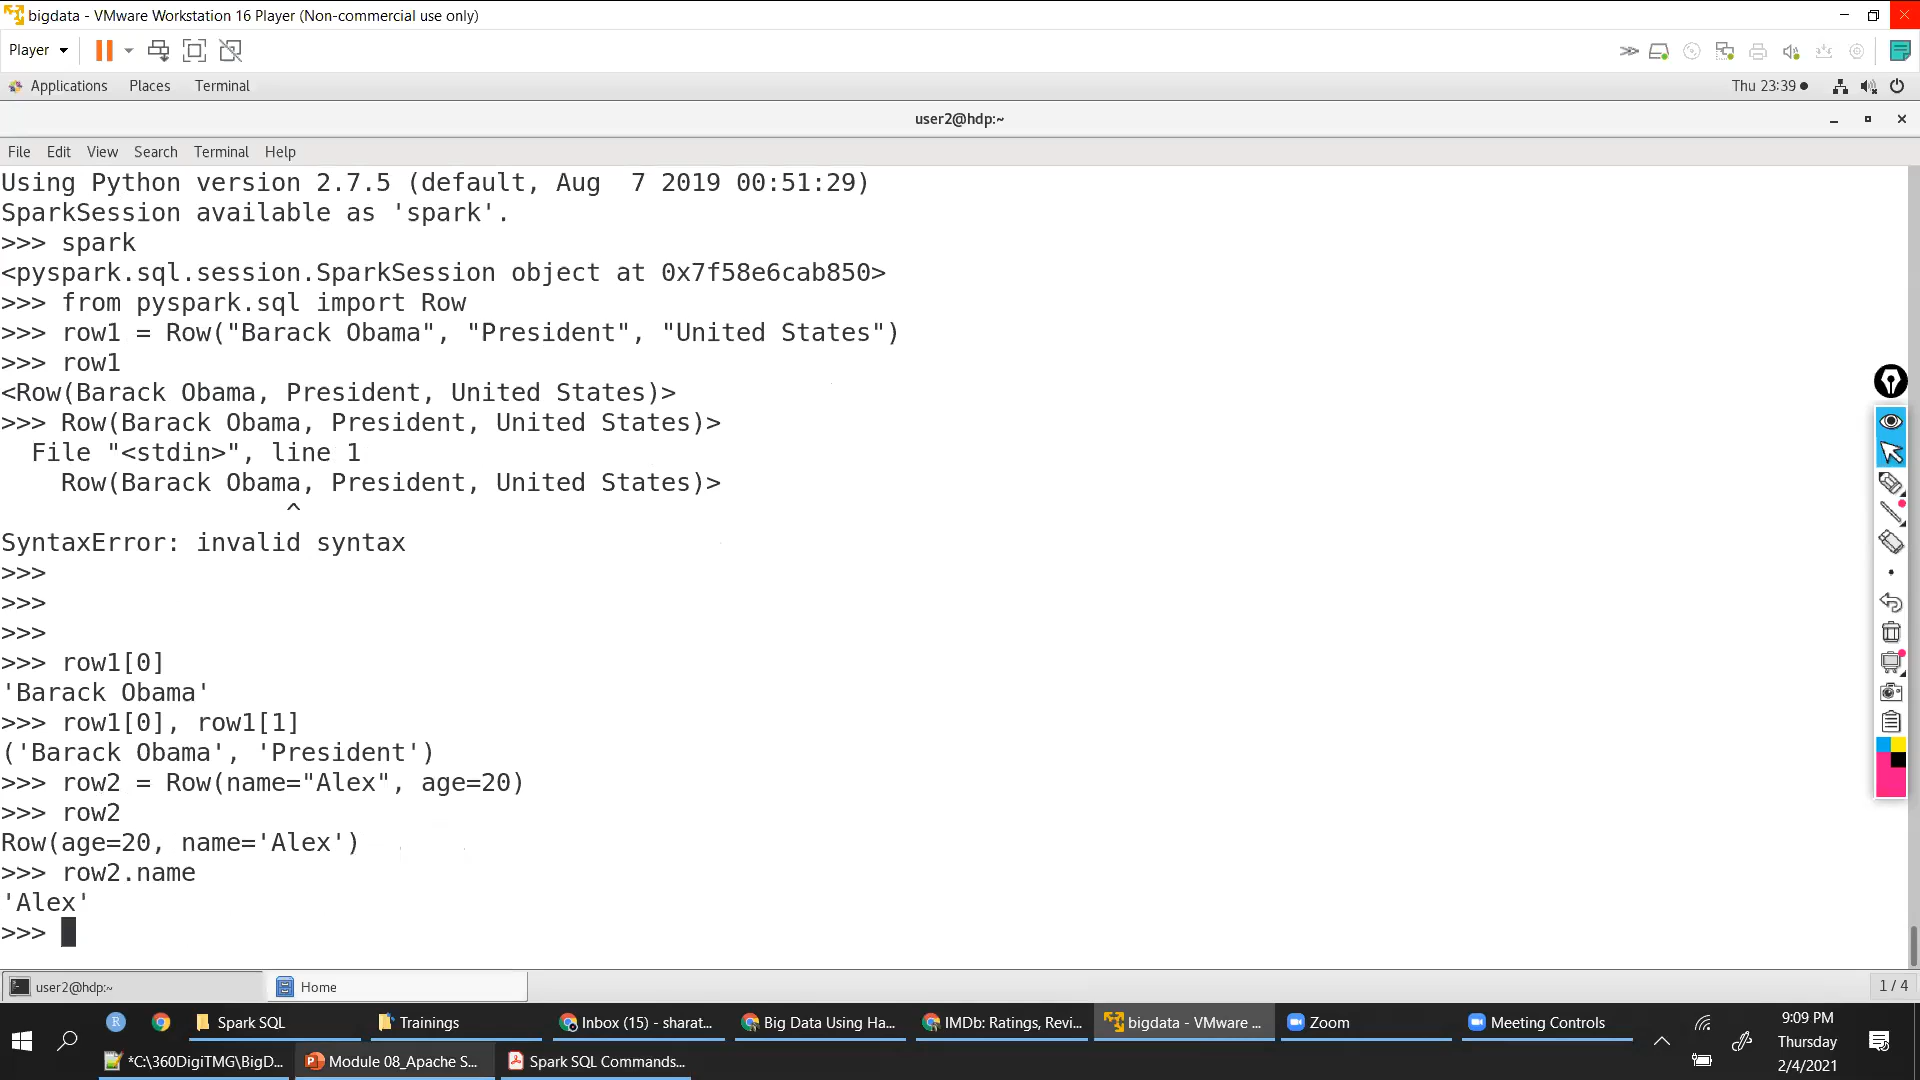 bigdata - VMware Workstation 16 Player (Non-commercial use only)
Player
Applications Places Terminal Thu 23:39
user2@hdp:~
File Edit View Search Terminal Help
Using Python version 2.7.5 (default, Aug  7 2019 00:51:29)
SparkSession available as 'spark'.
>>> spark
<pyspark.sql.session.SparkSession object at 0x7f58e6cab850>
>>> from pyspark.sql import Row
>>> row1 = Row("Barack Obama", "President", "United States")
>>> row1
<Row(Barack Obama, President, United States)>
>>> Row(Barack Obama, President, United States)>
  File "<stdin>", line 1
    Row(Barack Obama, President, United States)>
                   ^
SyntaxError: invalid syntax
>>>
>>>
>>>
>>> row1[0]
'Barack Obama'
>>> row1[0], row1[1]
('Barack Obama', 'President')
>>> row2 = Row(name="Alex", age=20)
>>> row2
Row(age=20, name='Alex')
>>> row2.name
'Alex'
>>>
user2@hdp:~ Home 1 / 4
R Spark SQL Trainings Inbox (15) - sharat... Big Data Using Ha... IMDb: Ratings, Revi... bigdata - VMware ... Zoom Meeting Controls
*C:\360DigiTMG\BigD... Module 08_Apache S... Spark SQL Commands...
9:09 PM
Thursday
2/4/2021